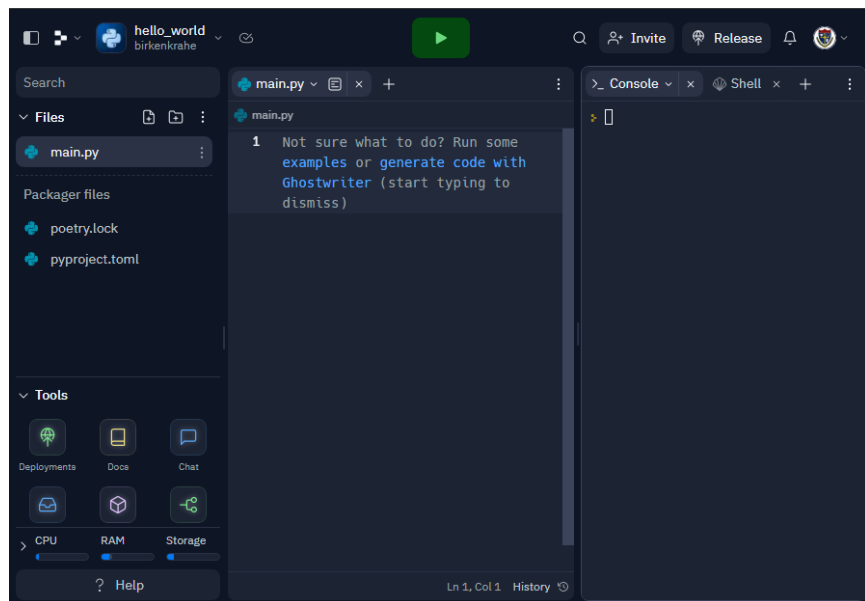 hello_world
birkenkrahe
Invite
Release
Search
Files
main.py
Packager files
poetry.lock
pyproject.toml
Tools
Deployments
Docs
Chat
CPU
RAM
Storage
? Help
main.py
main.py
1 Not sure what to do? Run some
examples or generate code with
Ghostwriter (start typing to
dismiss)
Ln 1, Col 1 History
>_ Console
Shell